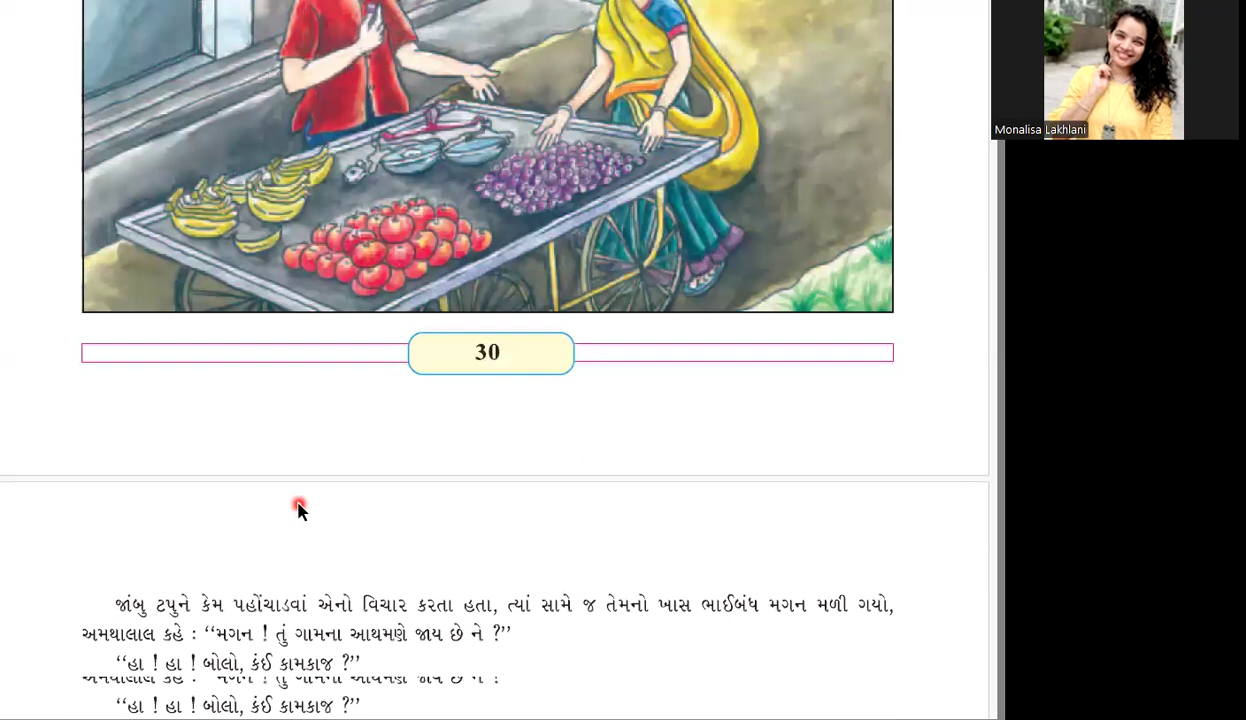 Monalisa Lakhlani
30
જાંબુ ટપુને કેમ પહોંચાડવાં એનો વિચાર કરતા હતા, ત્યાં સામે જ તેમનો ખાસ ભાઈબંધ મગન મળી ગયો,
અમથાલાલ કહે : ‘‘મગન ! તું ગામના આથમણે જાય છે ને ?’’
‘‘હા ! હા ! બોલો, કંઈ કામકાજ ?’’
‘‘હા ! હા ! બોલો, કંઈ કામકાજ ?’’